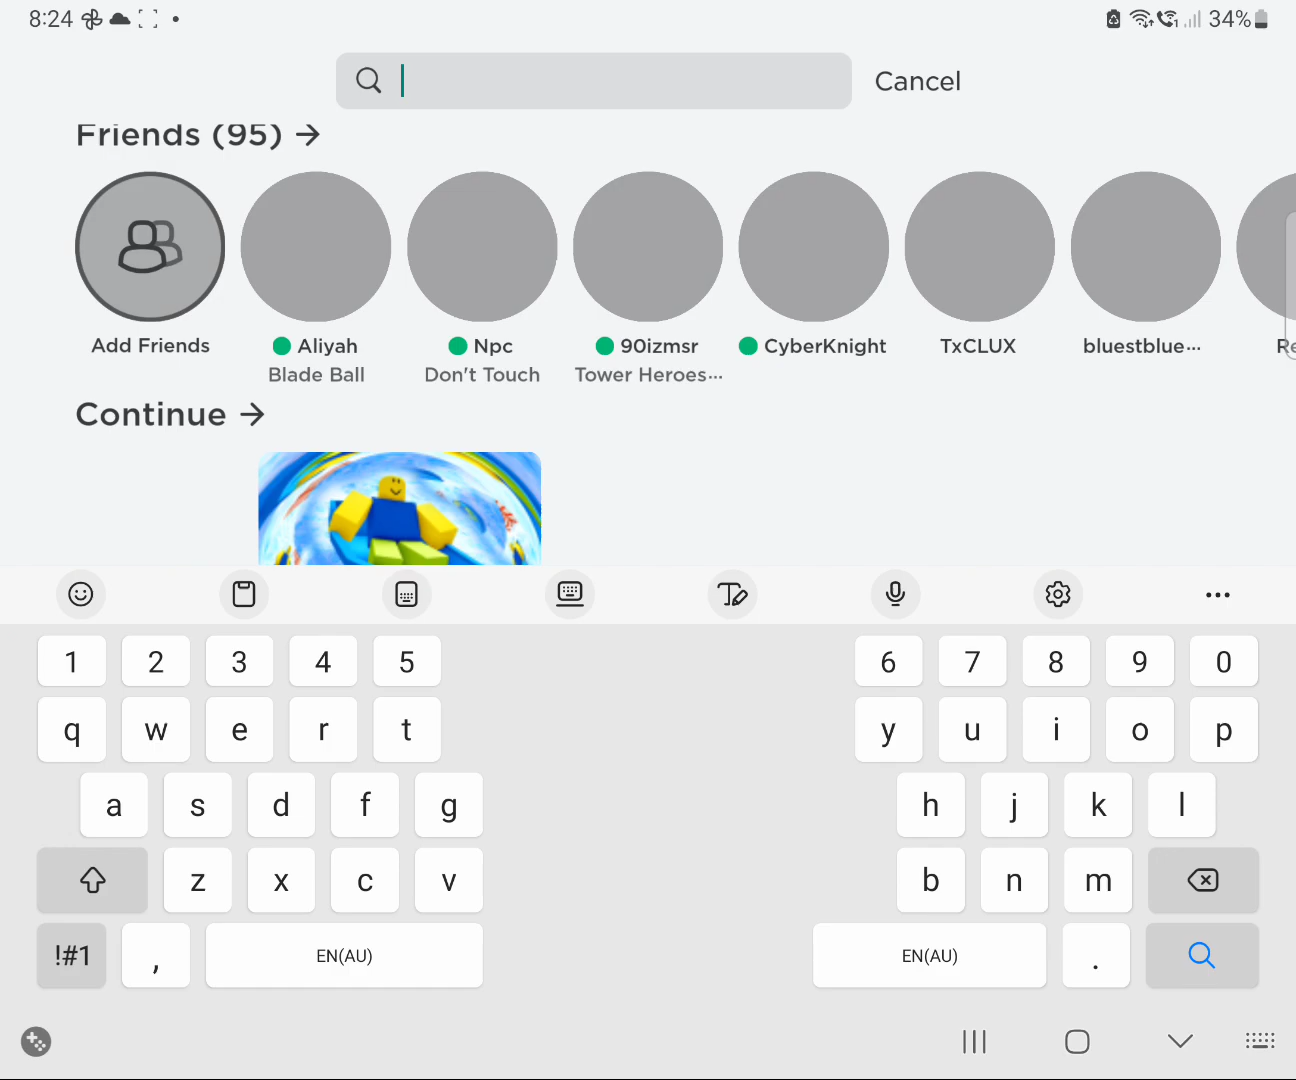 8:24 34%
Cancel
Friends (95) →
Add Friends Aliyah Npc 90izmsr CyberKnight TxCLUX bluestblue... Re
Blade Ball Don't Touch Tower Heroes...
Continue →
1 2 3 4 5 6 7 8 9 0
q w e r t y u i o p
a s d f g h j k l
z x c v b n m
!#1 , EN(AU) EN(AU) .